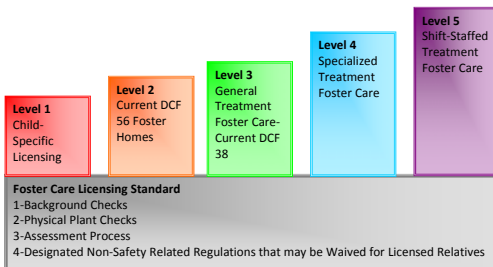 Level 1
Child-
Specific
Licensing
Level 2
Current DCF
56 Foster
Homes
Level 3
General
Treatment
Foster Care-
Current DCF
38
Level 4
Specialized
Treatment
Foster Care
Level 5
Shift-Staffed
Treatment
Foster Care
Foster Care Licensing Standard
1-Background Checks
2-Physical Plant Checks
3-Assessment Process
4-Designated Non-Safety Related Regulations that may be Waived for Licensed Relatives